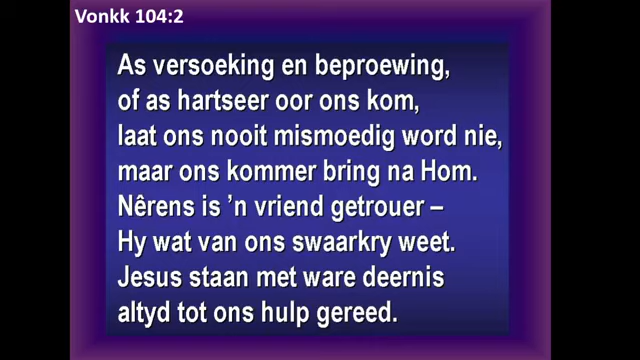 Vonkk 104:2
As versoeking en beproewing,
of as hartseer oor ons kom,
laat ons nooit mismoedig word nie,
maar ons kommer bring na Hom.
Nêrens is ’n vriend getrouer –
Hy wat van ons swaarkry weet.
Jesus staan met ware deernis
altyd tot ons hulp gereed.